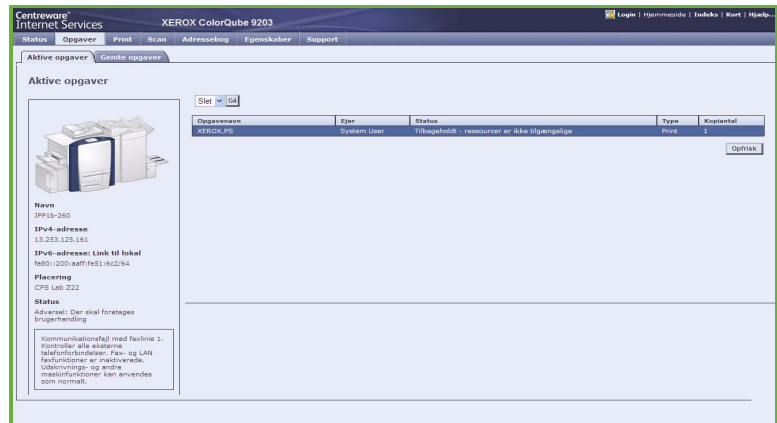 Centreware®
Internet Services
XEROX ColorQube 9203
Login | Hjemmeside | Indeks | Kort | Hjælp...
Status Opgaver Print Scan Adressebog Egenskaber Support
Aktive opgaver Gemte opgaver
Aktive opgaver
Slet Gå
Opgavenavn Ejer Status Type Kopiantal
XEROX.PS System User Tilbageholdt - ressourcer er ikke tilgængelige Print 1
Opfrisk
Navn
JPP1b-260
IPv4-adresse
13.253.125.161
IPv6-adresse: Link til lokal
fe80::200:aaff:fe51:6c2/64
Placering
CPS Lab Z22
Status
Advarsel: Der skal foretages
brugerhandling
Kommunikationsfejl med faxlinie 1.
Kontroller alle eksterne
telefonforbindelser. Fax- og LAN
faxfunktioner er inaktiverede.
Udskrivnings- og andre
maskinfunktioner kan anvendes
som normalt.